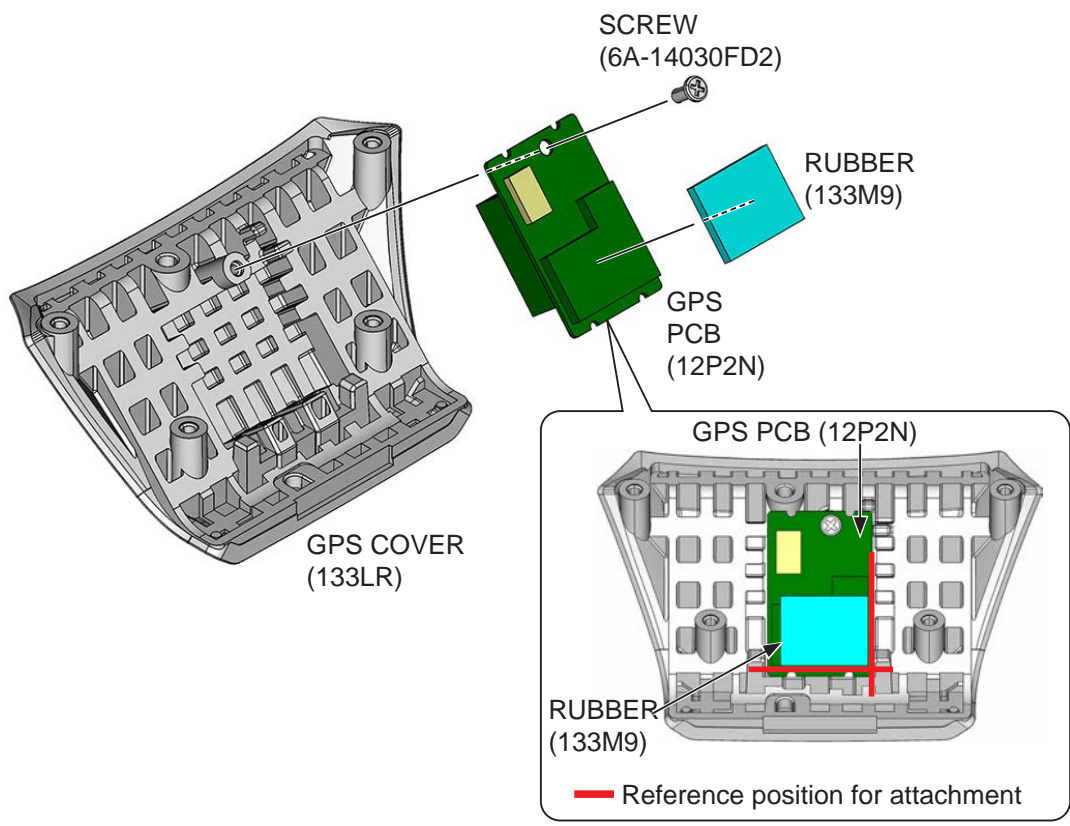 SCREW
(6A-14030FD2)
RUBBER
(133M9)
GPS
PCB
(12P2N)
GPS COVER
(133LR)
GPS PCB (12P2N)
RUBBER
(133M9)
Reference position for attachment